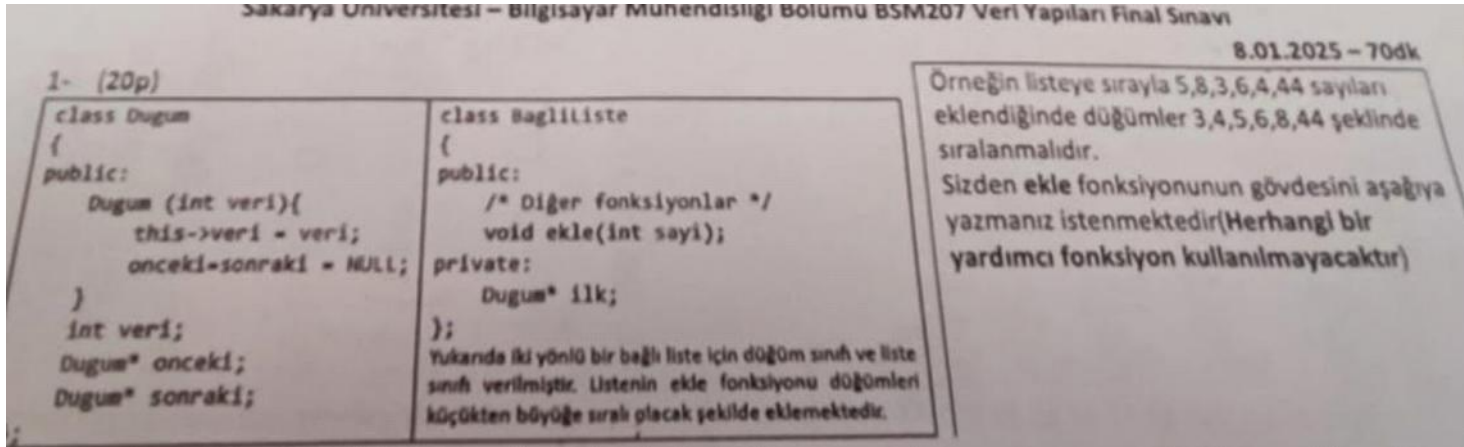 Sakarya Üniversitesi – Bilgisayar Mühendisliği Bölümü BSM207 Veri Yapıları Final Sınavı
8.01.2025 – 70dk
1- (20p)
class Dugum
{
public:
Dugum (int veri){
this->veri = veri;
onceki=sonraki = NULL;
}
int veri;
Dugum* onceki;
Dugum* sonraki;
};
class BagliListe
{
public:
/* Diğer fonksiyonlar */
void ekle(int sayi);
private:
Dugum* ilk;
};
Yukarıda iki yönlü bir bağlı liste için düğüm sınıfı ve liste
sınıfı verilmiştir. Listenin ekle fonksiyonu düğümleri
küçükten büyüğe sıralı olacak şekilde eklemektedir.
Örneğin listeye sırayla 5,8,3,6,4,44 sayıları
eklendiğinde düğümler 3,4,5,6,8,44 şeklinde
sıralanmalıdır.
Sizden ekle fonksiyonunun gövdesini aşağıya
yazmanız istenmektedir(Herhangi bir
yardımcı fonksiyon kullanılmayacaktır)